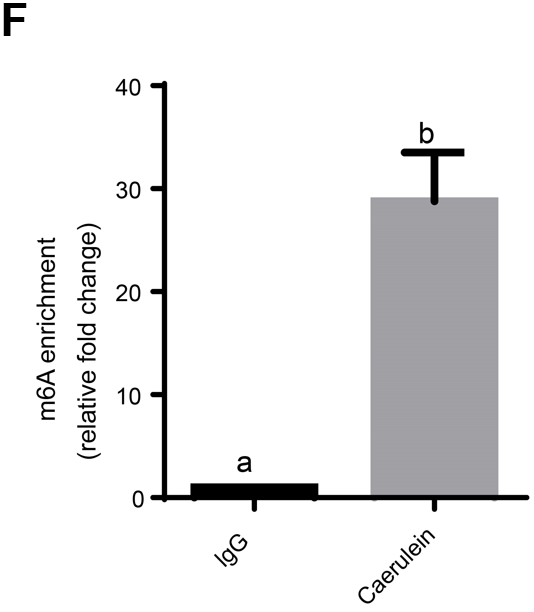 F
40
30
20
10
0
m6A enrichment
(relative fold change)
a
b
IgG
Caerulein